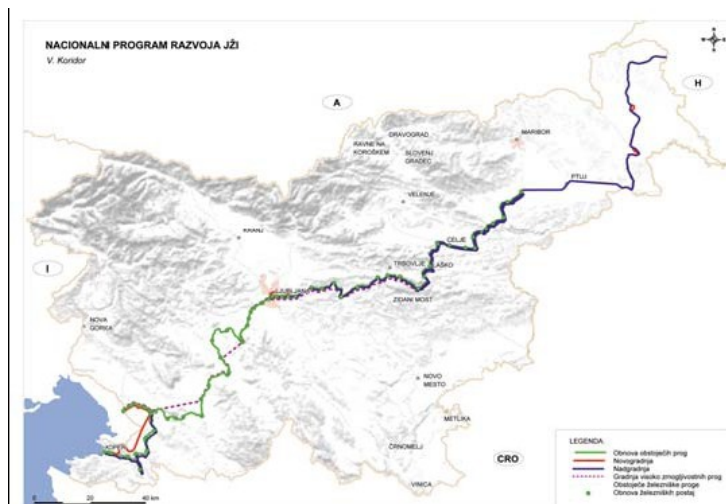 NACIONALNI PROGRAM RAZVOJA JŽI
V. Koridor
N
H
A
DRAVOGRAD
RAVNE NA
KOROŠKEM
SLOVENJ
GRADEC
MARIBOR
VELENJE
PTUJ
KRANJ
CELJE
I
TRBOVLJE
LAŠKO
LJUBLJANA
ZIDANI MOST
NOVA
GORICA
NOVO
MESTO
METLIKA
KOPER
ČRNOMELJ
CRO
VINICA
0 20 40 km
LEGENDA:
Obnova obstoječih prog
Novogradnja
Nadgradnja
Gradnja visoko zmogljivostnih prog
Obstoječe železniške proge
Obnova železniških postaj